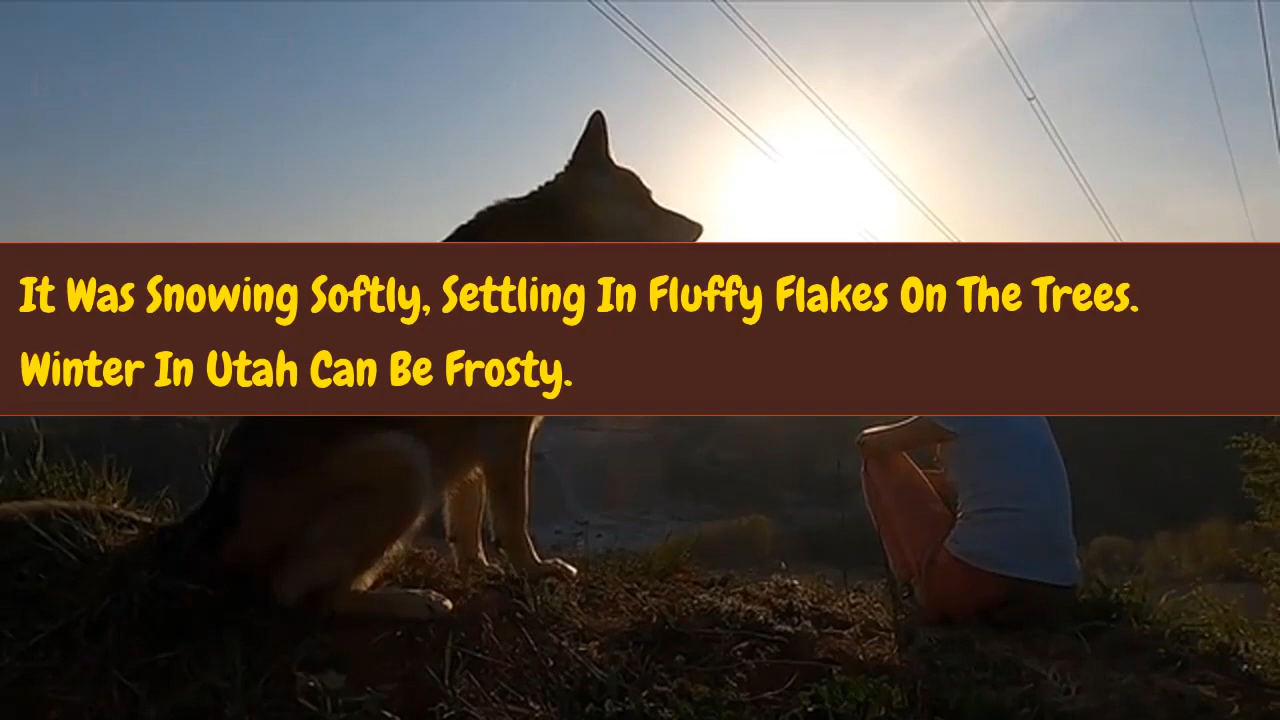 It Was Snowing Softly, Settling In Fluffy Flakes On The Trees.
Winter In Utah Can Be Frosty.